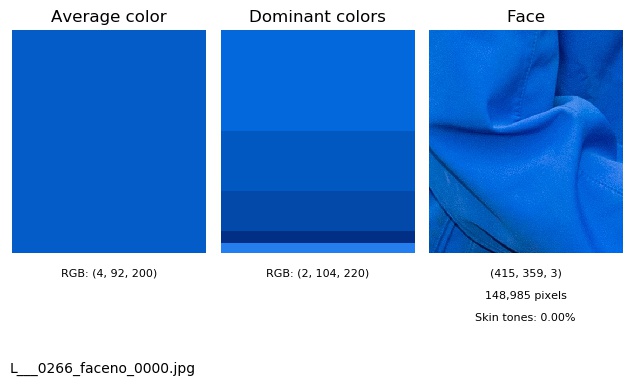 Average color
Dominant colors
Face
RGB: (4, 92, 200)
RGB: (2, 104, 220)
(415, 359, 3)
148,985 pixels
Skin tones: 0.00%
L___0266_faceno_0000.jpg